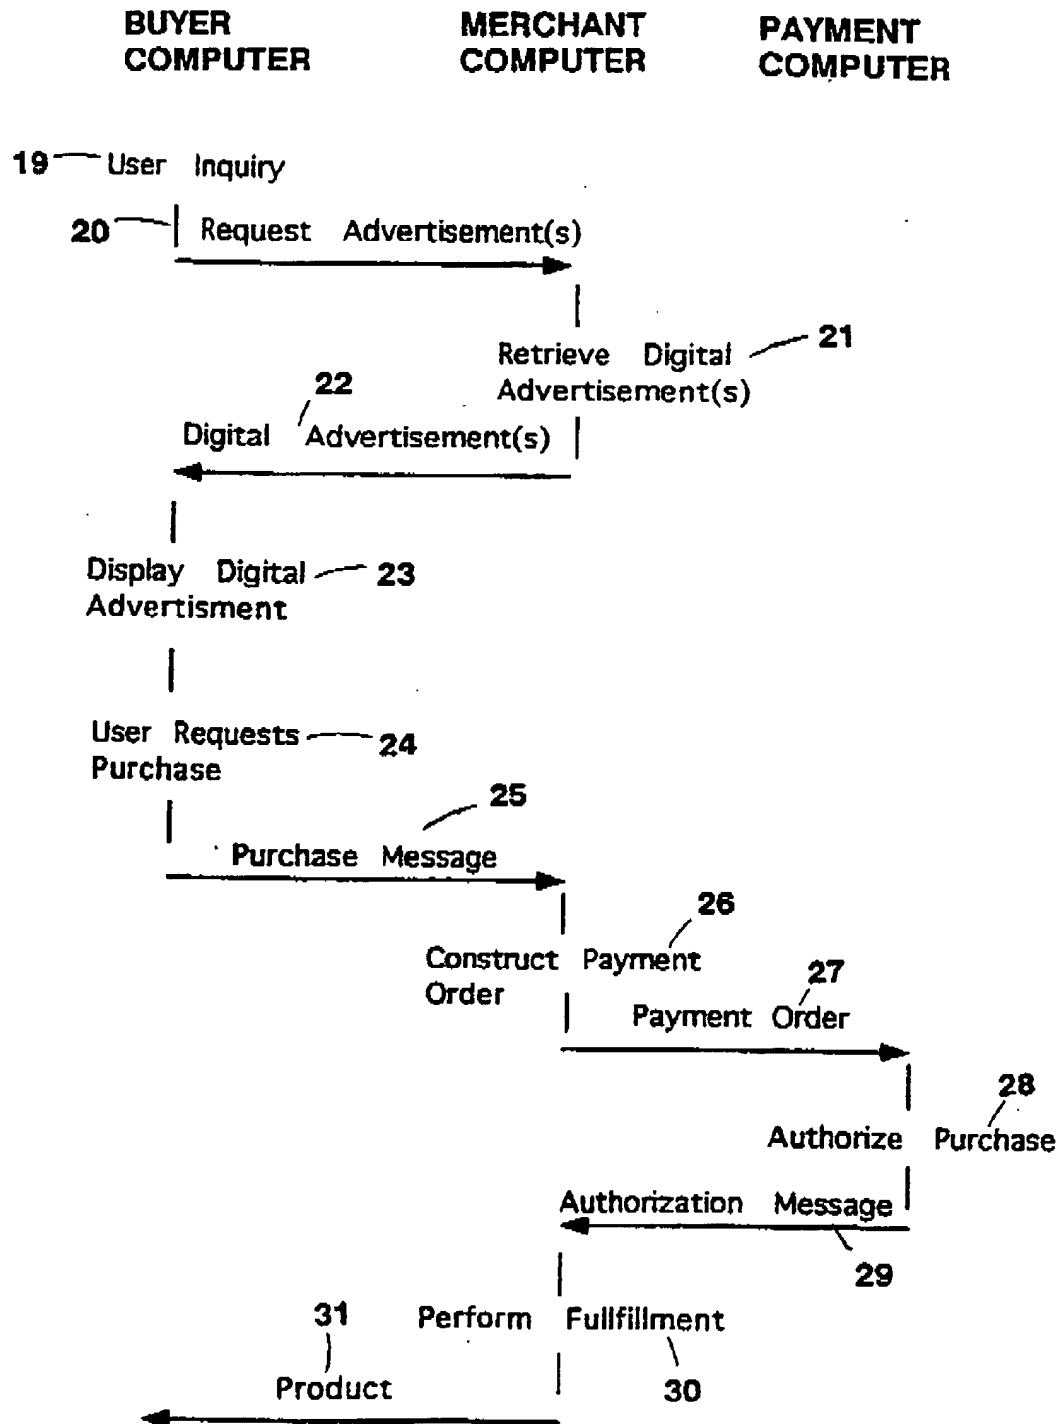 BUYER COMPUTER
MERCHANT COMPUTER
PAYMENT COMPUTER
19 User Inquiry
20 Request Advertisement(s)
21
Retrieve Digital
Advertisement(s)
22
Digital Advertisement(s)
Display Digital 23
Advertisment
User Requests 24
Purchase
25
Purchase Message
26
Construct Payment
Order
27
Payment Order
28
Authorize Purchase
Authorization Message
29
31
Perform Fullfillment
Product
30